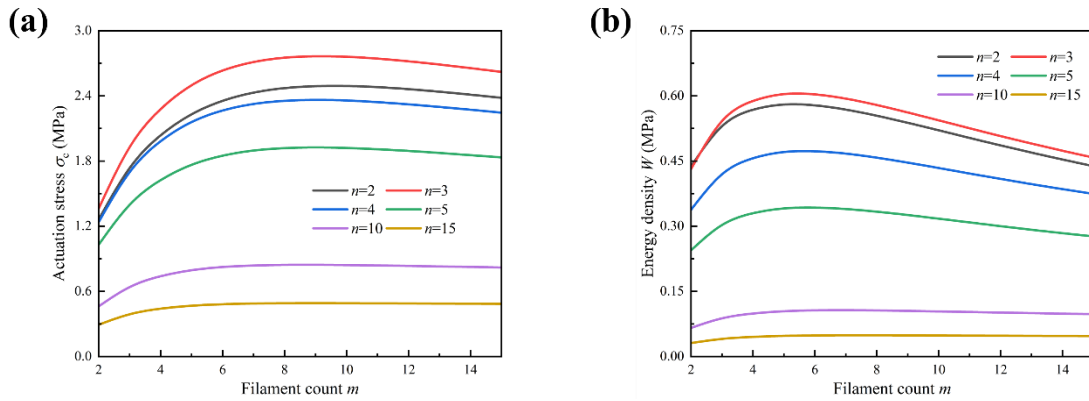 (a)
3.0
2.4
1.8
1.2
0.6
0.0
Actuation stress σc (MPa)
n=2 n=3
n=4 n=5
n=10 n=15
2 4 6 8 10 12 14
Filament count m
(b)
0.75
0.60
0.45
0.30
0.15
0.00
Energy density W (MPa)
n=2 n=3
n=4 n=5
n=10 n=15
2 4 6 8 10 12 14
Filament count m